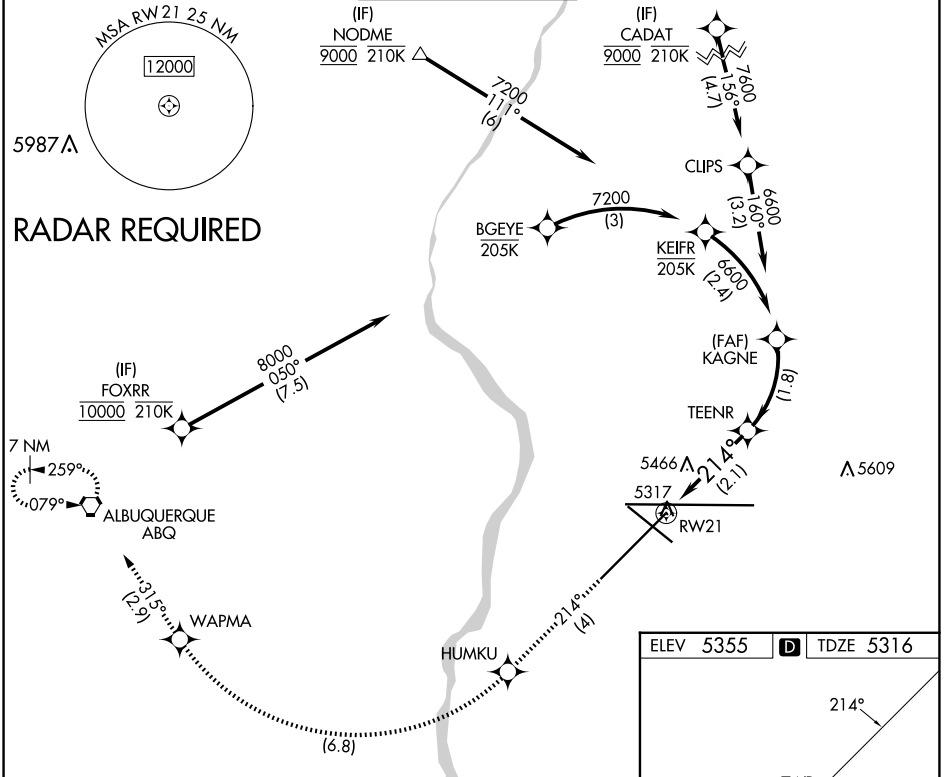 MSA RW 21 25 NM
12000
5987
RADAR REQUIRED
(IF)
NODME
9000 210K
7200
111°
(6)
(IF)
CADAT
9000 210K
7600
156°
(4.7)
CLIPS
6600
160°
(3.2)
BGEYE
205K
7200
(3)
KEIFR
205K
6600
(2.4)
(FAF)
KAGNE
(1.8)
TEENR
214°
(2.1)
5466
5609
5317
RW21
(IF)
FOXRR
10000 210K
8000
050°
(7.5)
7 NM
259°
079°
ALBUQUERQUE
ABQ
315°
(2.9)
WAPMA
(6.8)
HUMKU
214°
(4)
ELEV 5355 D TDZE 5316
214°